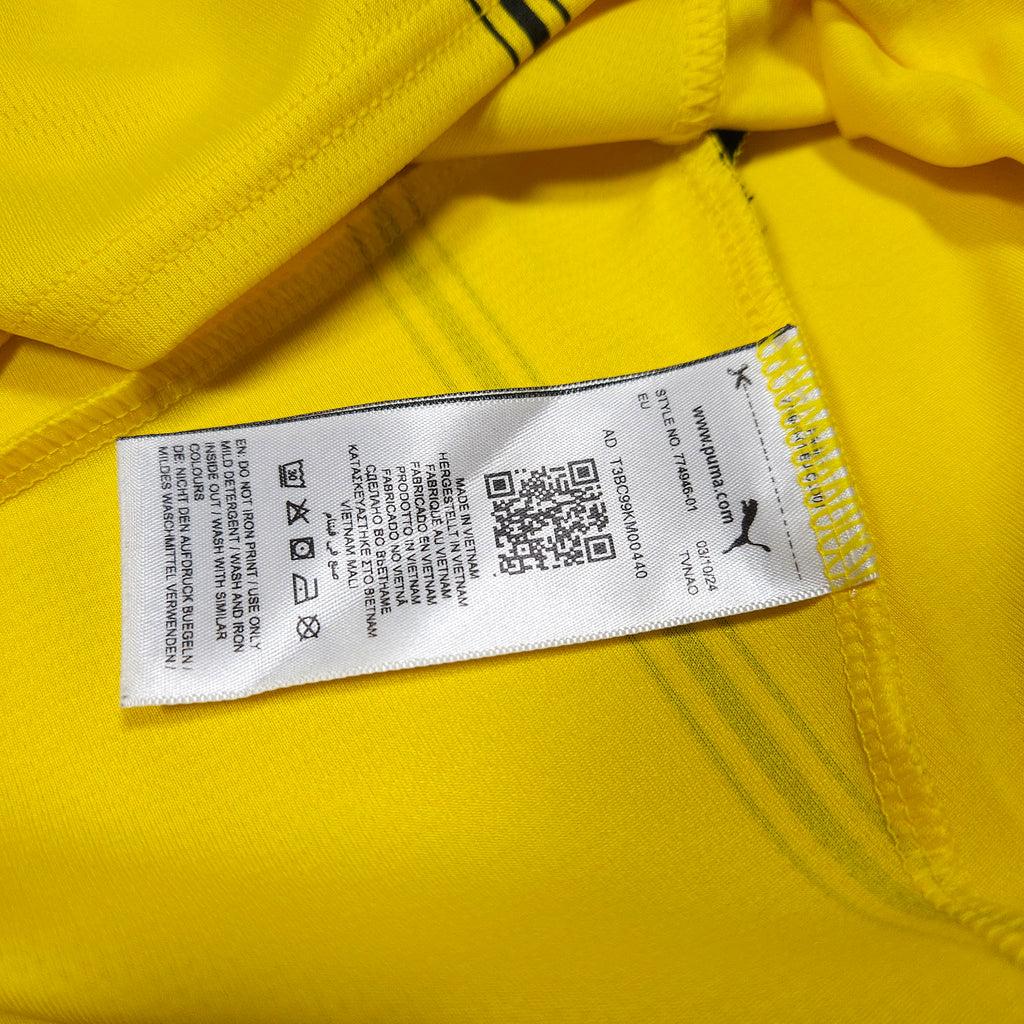 www.puma.com
03/10/24
STYLE NO 774946-01
TVNAO
EU
AD T3BC99KM00440
MADE IN VIETNAM
HERGESTELLT IN VIETNAM
FABRIQUÉ AU VIETNAM
FABRICADO EN VIETNAM
PRODOTTO IN VIETNAM
FABRICADO NO VIETNÃ
СДЕЛАНО ВО ВЬЕТНАМЕ
ΚΑΤΑΣΚΕΥΑΣΤΗΚΕ ΣΤΟ ΒΙΕΤΝΑΜ
VIETNAM MALI
صنع في فيتنام
30
EN: DO NOT IRON PRINT / USE ONLY
MILD DETERGENT / WASH AND IRON
INSIDE OUT / WASH WITH SIMILAR
COLOURS
DE: NICHT DEN AUFDRUCK BUEGELN /
MILDES WASCHMITTEL VERWENDEN /